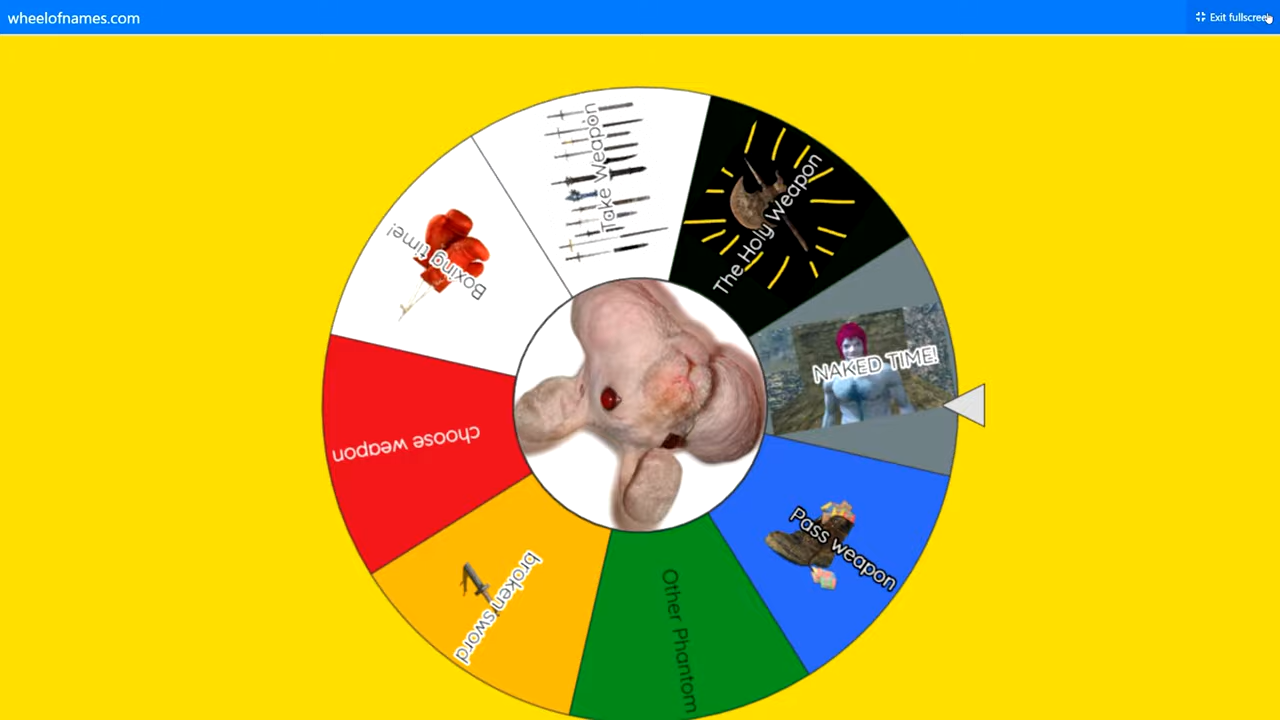 wheelofnames.com
Exit fullscreen
Take Weapon
The Holy Weapon
Boxing time!
NAKED TIME!
choose weapon
Pass weapon
broken sword
Other Phantom